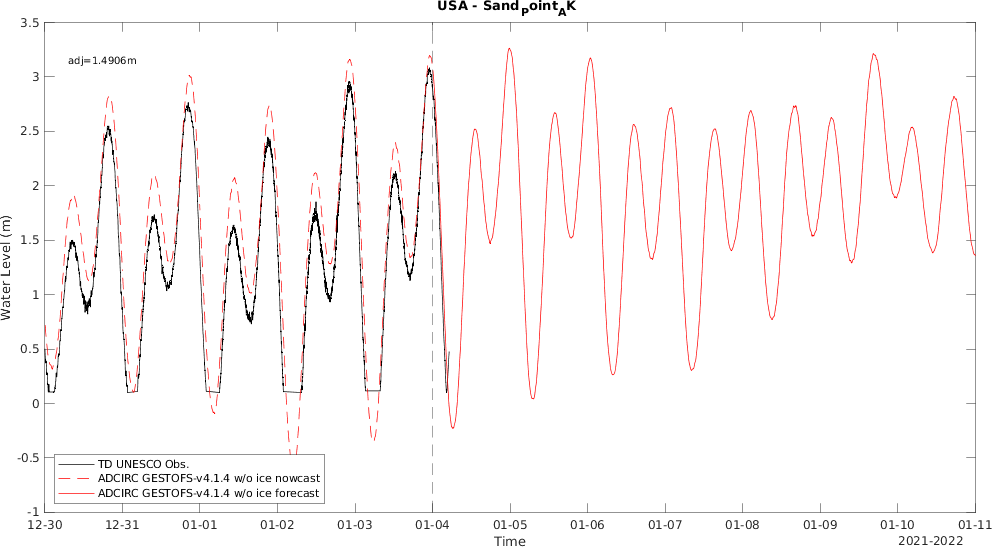 USA - Sand_Point_AK
adj=1.4906m
Water Level (m)
3.5
3
2.5
2
1.5
1
0.5
0
-0.5
-1
TD UNESCO Obs.
ADCIRC GESTOFS-v4.1.4 w/o ice nowcast
ADCIRC GESTOFS-v4.1.4 w/o ice forecast
12-30 12-31 01-01 01-02 01-03 01-04 01-05 01-06 01-07 01-08 01-09 01-10 01-11
Time
2021-2022